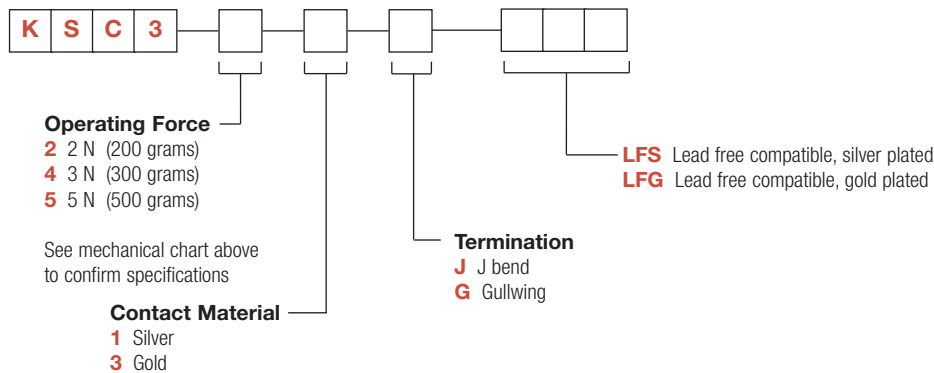 K S C 3
Operating Force
2 2 N (200 grams)
4 3 N (300 grams)
5 5 N (500 grams)
See mechanical chart above
to confirm specifications
Contact Material
1 Silver
3 Gold
Termination
J J bend
G Gullwing
LFS Lead free compatible, silver plated
LFG Lead free compatible, gold plated